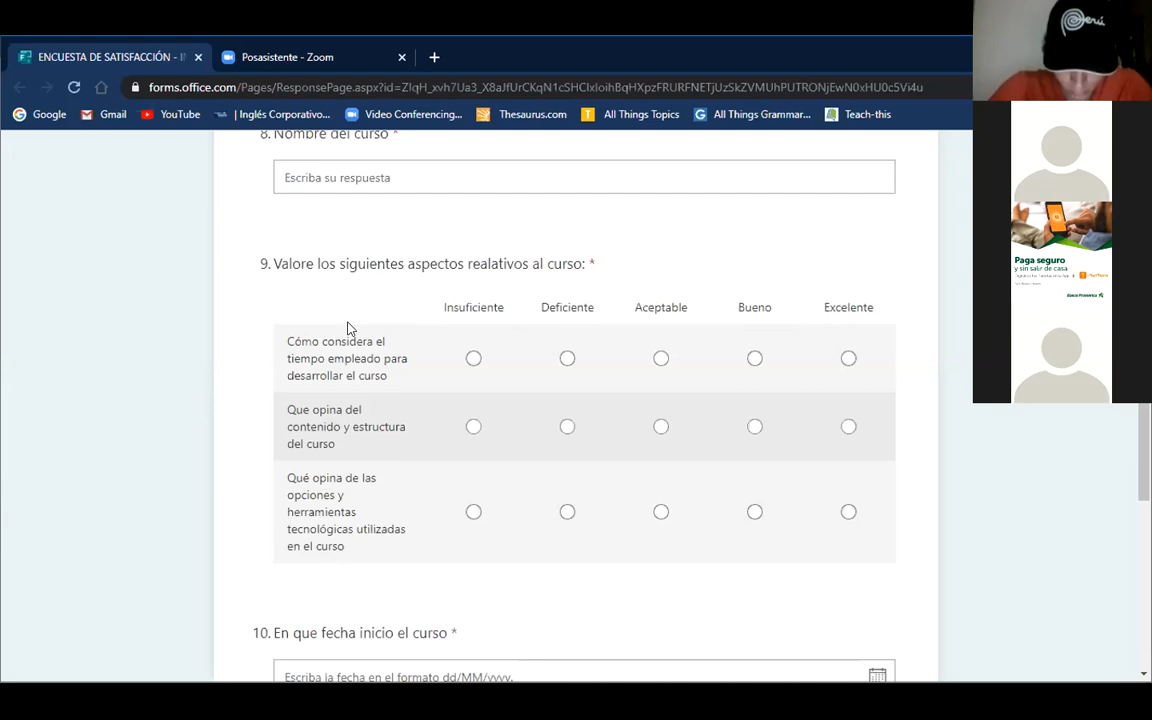 ENCUESTA DE SATISFACCIÓN - II
Posasistente - Zoom
Perú
forms.office.com/Pages/ResponsePage.aspx?id=ZIqH_xvh7Ua3_X8aJfUrCKqN1cSHClxloihBqHXpzFRURFNETjUzSkZVMUhPUTRONjEwN0xHU0c5Vi4u
Google
Gmail
YouTube
| Inglés Corporativo...
Video Conferencing...
Thesaurus.com
All Things Topics
All Things Grammar...
Teach-this
8. Nombre del curso *
Escriba su respuesta
Paga seguro
y sin salir de casa
9. Valore los siguientes aspectos realativos al curso: *
Insuficiente Deficiente Aceptable Bueno Excelente
Cómo considera el
tiempo empleado para
desarrollar el curso
Que opina del
contenido y estructura
del curso
Qué opina de las
opciones y
herramientas
tecnológicas utilizadas
en el curso
10. En que fecha inicio el curso *
Escriba la fecha en el formato dd/MM/yyyy.